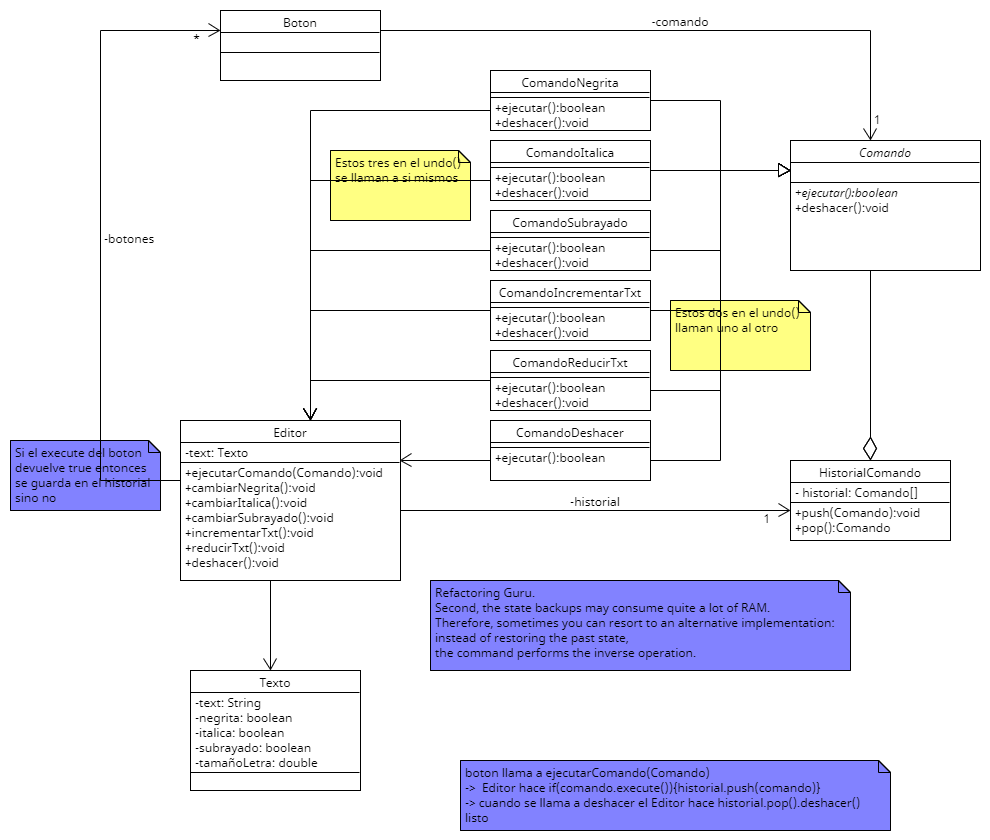 Boton
-comando
*
ComandoNegrita
+ejecutar():boolean
+deshacer():void
1
Estos tres en el undo()
se llaman a si mismos
ComandoItalica
+ejecutar():boolean
+deshacer():void
Comando
+ejecutar():boolean
+deshacer():void
ComandoSubrayado
+ejecutar():boolean
+deshacer():void
-botones
ComandoIncrementarTxt
+ejecutar():boolean
+deshacer():void
Estos dos en el undo()
llaman uno al otro
ComandoReducirTxt
+ejecutar():boolean
+deshacer():void
ComandoDeshacer
+ejecutar():boolean
Si el execute del boton
devuelve true entonces
se guarda en el historial
sino no
Editor
-text: Texto
+ejecutarComando(Comando):void
+cambiarNegrita():void
+cambiarItalica():void
+cambiarSubrayado():void
+incrementarTxt():void
+reducirTxt():void
+deshacer():void
-historial
1
HistorialComando
- historial: Comando[]
+push(Comando):void
+pop():Comando
Refactoring Guru.
Second, the state backups may consume quite a lot of RAM.
Therefore, sometimes you can resort to an alternative implementation:
instead of restoring the past state,
the command performs the inverse operation.
Texto
-text: String
-negrita: boolean
-italica: boolean
-subrayado: boolean
-tamañoLetra: double
boton llama a ejecutarComando(Comando)
-> Editor hace if(comando.execute()){historial.push(comando)}
-> cuando se llama a deshacer el Editor hace historial.pop().deshacer()
listo